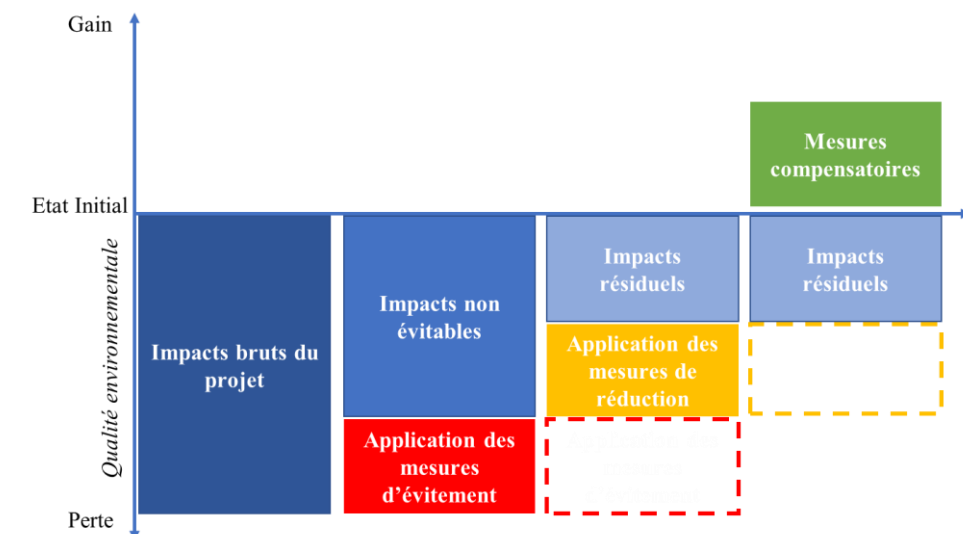 Gain
Mesures
compensatoires
Etat Initial
Qualité environnementale
Impacts bruts du
projet
Impacts non
évitables
Application des
mesures
d'évitement
Impacts
résiduels
Application des
mesures de
réduction
Impacts
résiduels
Perte